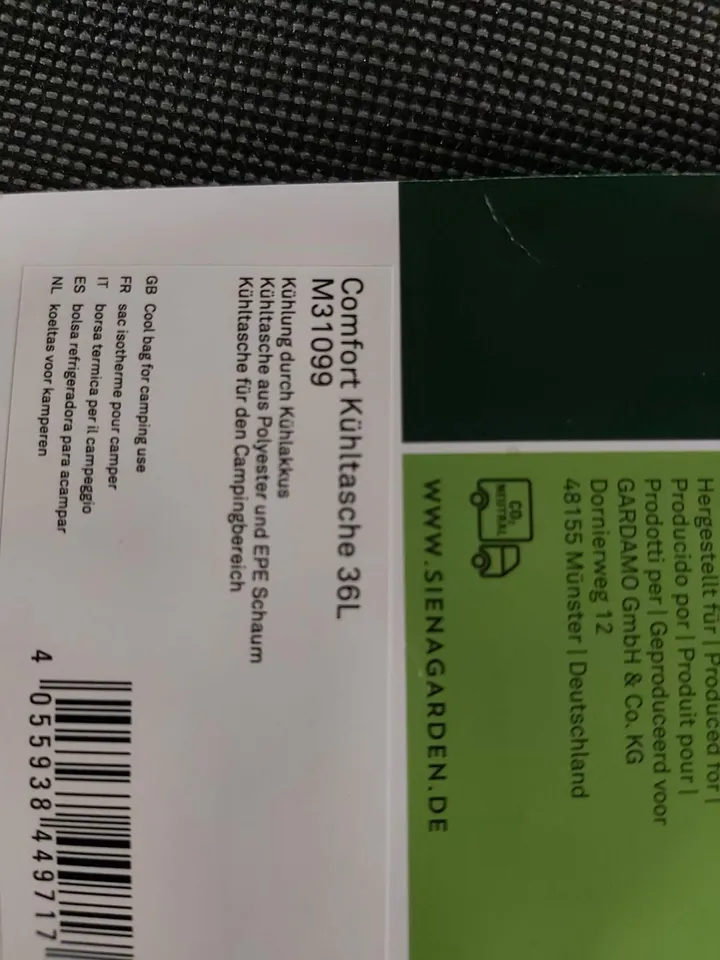 Hergestellt für | Produced for |
Producido por | Produit pour |
Prodotti per | Geproduceerd voor
GARDAMO GmbH & Co. KG
Dornierweg 12
48155 Münster | Deutschland
CO₂
NEUTRAL
WWW.SIENAGARDEN.DE
Comfort Kühltasche 36L
M31099
Kühlung durch Kühlakkus
Kühltasche aus Polyester und EPE Schaum
Kühltasche für den Campingbereich
GB Cool bag for camping use
FR sac isotherme pour camper
IT borsa termica per il campeggio
ES bolsa refrigeradora para acampar
NL koeltas voor kamperen
4 055938 449717